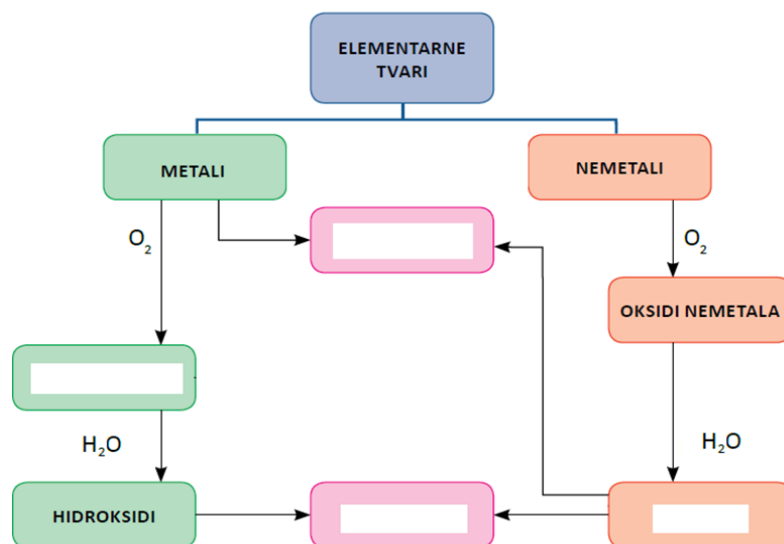 ELEMENTARNE
TVARI
METALI
NEMETALI
O₂
O₂
OKSIDI NEMETALA
H₂O
H₂O
HIDROKSIDI